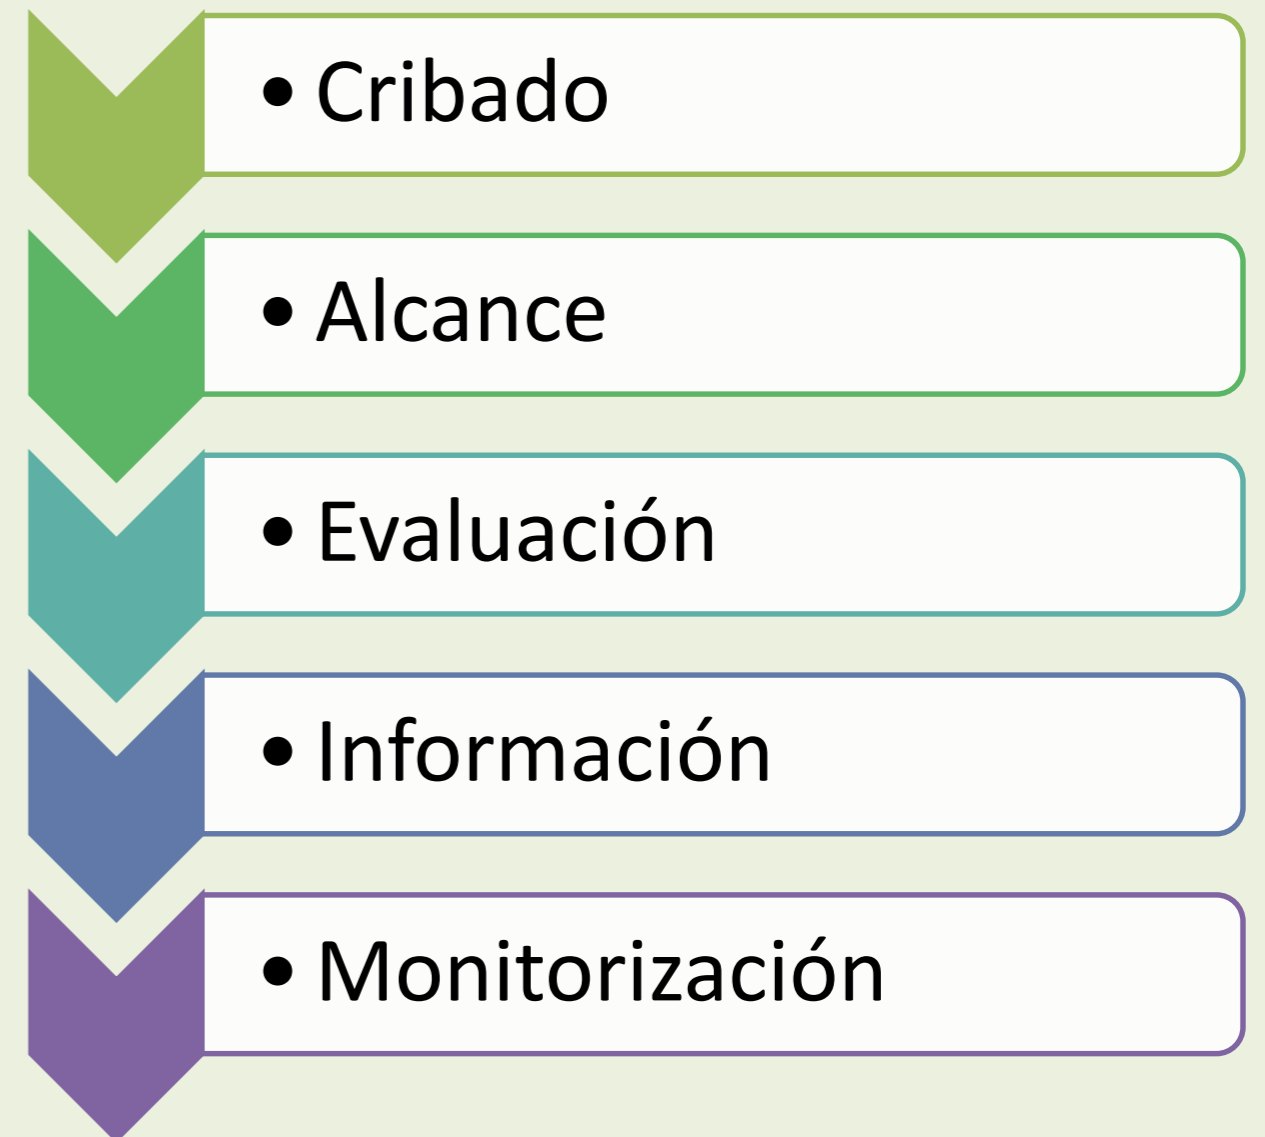 • Cribado
• Alcance
• Evaluación
• Información
• Monitorización